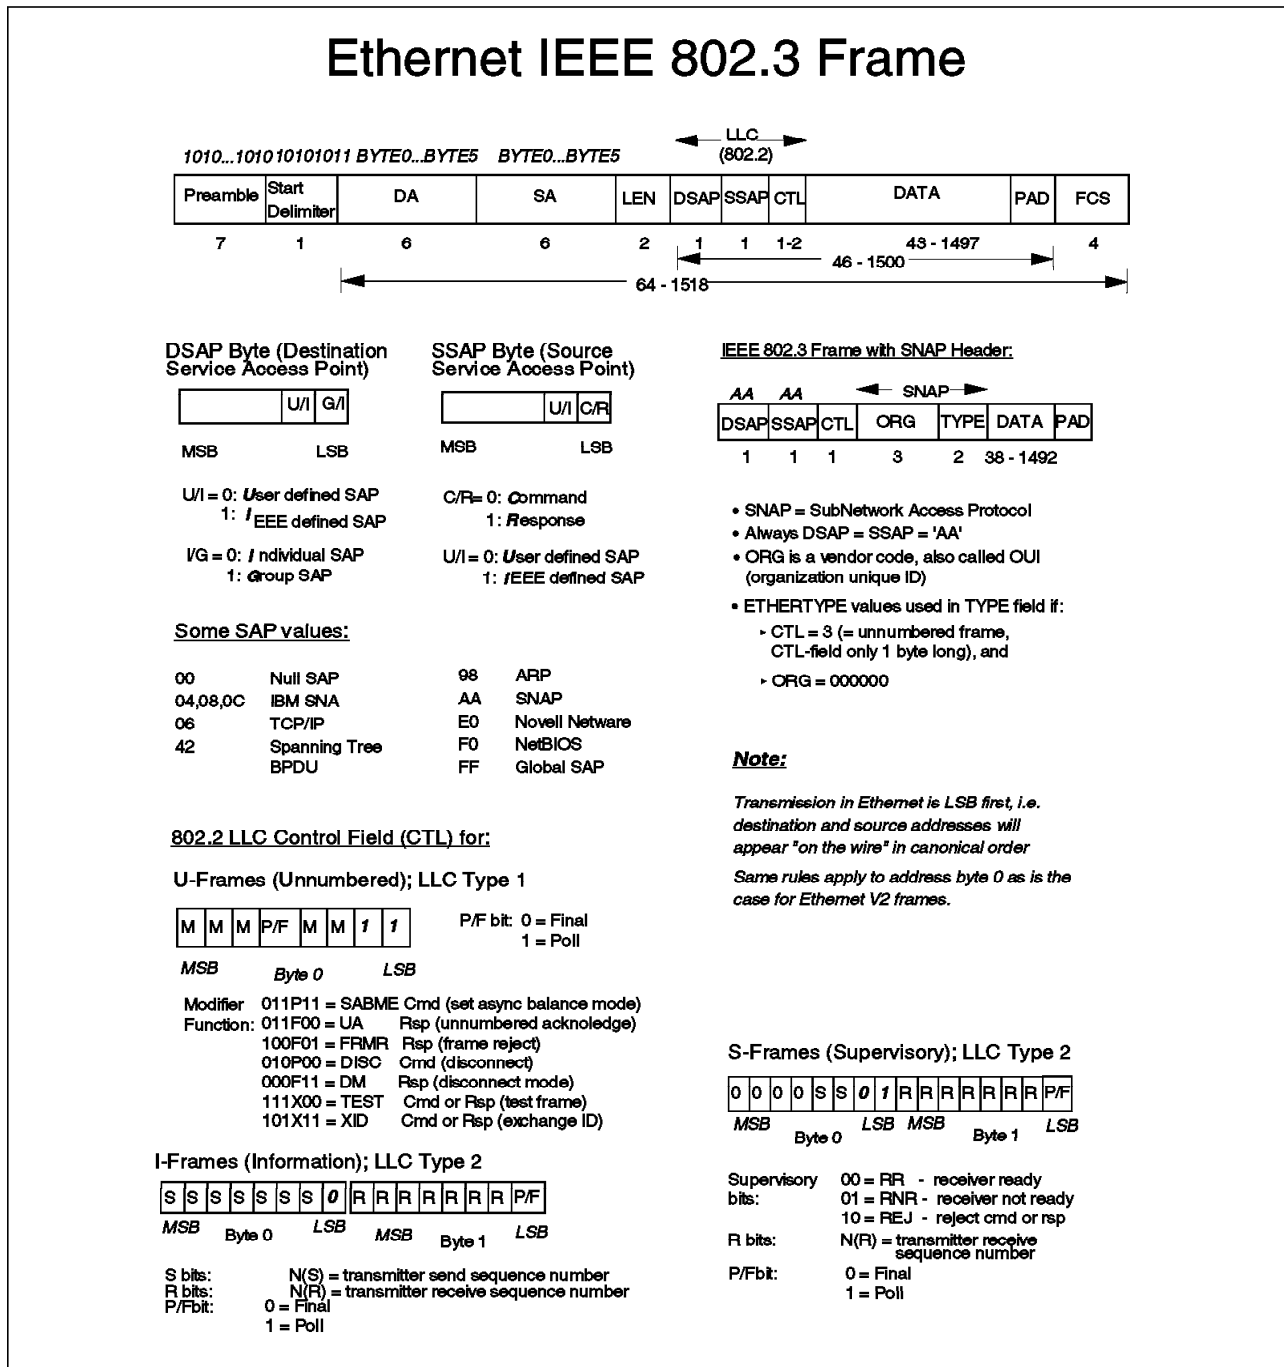 Ethernet IEEE 802.3 Frame
LLC
(802.2)
1010...1010 10101011 BYTE0...BYTE5 BYTE0...BYTE5
Preamble Start Delimiter DA SA LEN DSAP SSAP CTL DATA PAD FCS
7 1 6 6 2 1 1 1-2 43 - 1497 4
46 - 1500
64 - 1518
DSAP Byte (Destination
Service Access Point)
U/I G/I
MSB LSB
U/I = 0: User defined SAP
1: IEEE defined SAP
I/G = 0: Individual SAP
1: Group SAP
SSAP Byte (Source
Service Access Point)
U/I C/R
MSB LSB
C/R= 0: Command
1: Response
U/I = 0: User defined SAP
1: IEEE defined SAP
IEEE 802.3 Frame with SNAP Header:
AA AA SNAP
DSAP SSAP CTL ORG TYPE DATA PAD
1 1 1 3 2 38 - 1492
• SNAP = SubNetwork Access Protocol
• Always DSAP = SSAP = 'AA'
• ORG is a vendor code, also called OUI
(organization unique ID)
• ETHERTYPE values used in TYPE field if:
▸ CTL = 3 (= unnumbered frame,
CTL-field only 1 byte long), and
▸ ORG = 000000
Some SAP values:
00 Null SAP
04,08,0C IBM SNA
06 TCP/IP
42 Spanning Tree
BPDU
98 ARP
AA SNAP
E0 Novell Netware
F0 NetBIOS
FF Global SAP
Note:
Transmission in Ethernet is LSB first, i.e.
destination and source addresses will
appear "on the wire" in canonical order
Same rules apply to address byte 0 as is the
case for Ethernet V2 frames.
802.2 LLC Control Field (CTL) for:
U-Frames (Unnumbered); LLC Type 1
M M M P/F M M 1 1
MSB Byte 0 LSB
P/F bit: 0 = Final
1 = Poll
Modifier 011P11 = SABME Cmd (set async balance mode)
Function: 011F00 = UA Rsp (unnumbered acknoledge)
100F01 = FRMR Rsp (frame reject)
010P00 = DISC Cmd (disconnect)
000F11 = DM Rsp (disconnect mode)
111X00 = TEST Cmd or Rsp (test frame)
101X11 = XID Cmd or Rsp (exchange ID)
I-Frames (Information); LLC Type 2
S S S S S S S 0 R R R R R R R P/F
MSB Byte 0 LSB MSB Byte 1 LSB
S bits: N(S) = transmitter send sequence number
R bits: N(R) = transmitter receive sequence number
P/Fbit: 0 = Final
1 = Poll
S-Frames (Supervisory); LLC Type 2
0 0 0 0 S S 0 1 R R R R R R R P/F
MSB Byte 0 LSB MSB Byte 1 LSB
Supervisory 00 = RR - receiver ready
bits: 01 = RNR - receiver not ready
10 = REJ - reject cmd or rsp
R bits: N(R) = transmitter receive
sequence number
P/Fbit: 0 = Final
1 = Poll